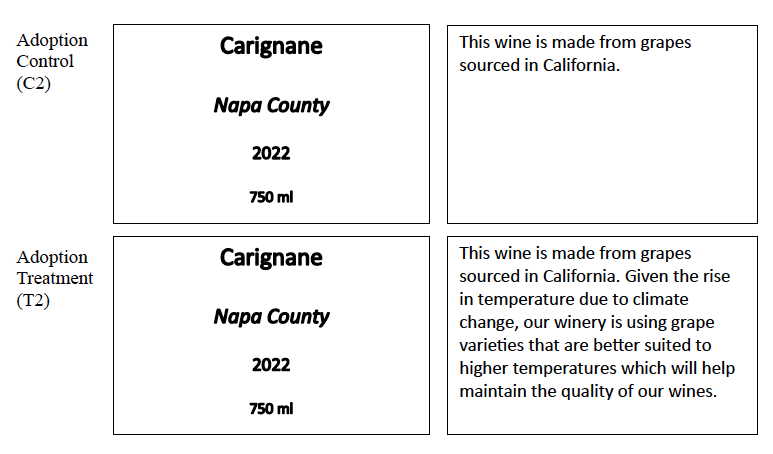 Adoption
Control
(C2)
Carignane
Napa County
2022
750 ml
This wine is made from grapes
sourced in California.
Adoption
Treatment
(T2)
Carignane
Napa County
2022
750 ml
This wine is made from grapes
sourced in California. Given the rise
in temperature due to climate
change, our winery is using grape
varieties that are better suited to
higher temperatures which will help
maintain the quality of our wines.